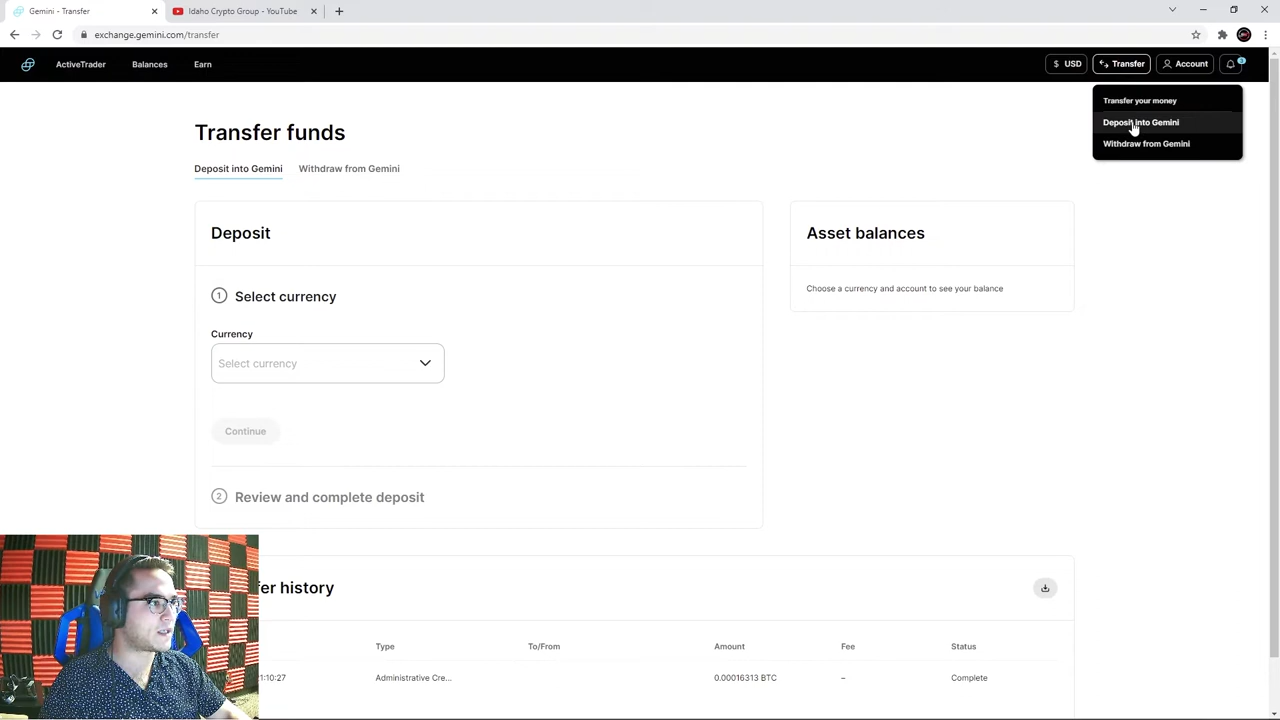 Gemini - Transfer
Idaho Crypto Group - YouTube
exchange.gemini.com/transfer
ActiveTrader
Balances
Earn
$ USD
Transfer
Account
3
Transfer your money
Deposit into Gemini
Withdraw from Gemini
Transfer funds
Deposit into Gemini
Withdraw from Gemini
Deposit
Asset balances
1 Select currency
Choose a currency and account to see your balance
Currency
Select currency
Continue
2 Review and complete deposit
fer history
Type
To/From
Amount
Fee
Status
1:10:27
Administrative Cre...
0.00016313 BTC
–
Complete